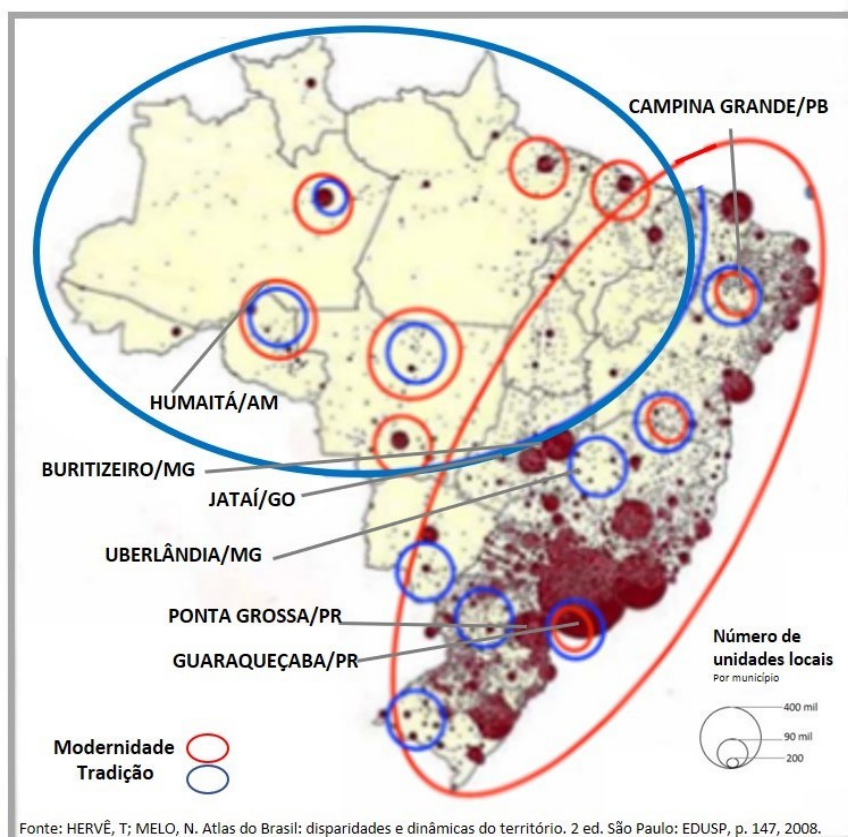 CAMPINA GRANDE/PB
HUMAITÁ/AM
BURITIZEIRO/MG
JATAÍ/GO
UBERLÂNDIA/MG
PONTA GROSSA/PR
GUARAQUEÇABA/PR
Número de
unidades locais
Por município
400 mil
90 mil
200
Modernidade
Tradição
Fonte: HERVÊ, T; MELO, N. Atlas do Brasil: disparidades e dinâmicas do território. 2 ed. São Paulo: EDUSP, p. 147, 2008.